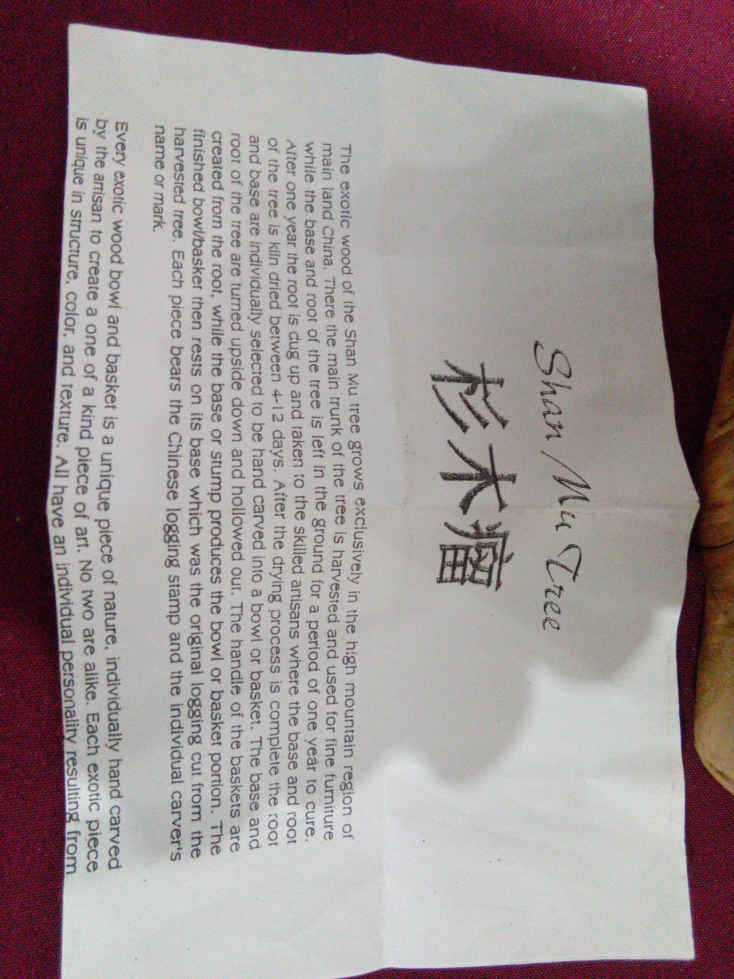 Shan Mu Tree
杉木瘤
The exotic wood of the Shan Mu tree grows exclusively in the high mountain region of
main land China. There the main trunk of the tree is harvested and used for fine furniture
while the base and root of the tree is left in the ground for a period of one year to cure.
After one year the root is dug up and taken to the skilled artisans where the base and root
of the tree is kiln dried between 4-12 days. After the drying process is complete the root
and base are individually selected to be hand carved into a bowl or basket. The base and
root of the tree are turned upside down and hollowed out. The handle of the baskets are
created from the root, while the base or stump produces the bowl or basket portion. The
finished bowl/basket then rests on its base which was the original logging cut from the
harvested tree. Each piece bears the Chinese logging stamp and the individual carver's
name or mark.
Every exotic wood bowl and basket is a unique piece of nature, individually hand carved
by the artisan to create a one of a kind piece of art. No two are alike. Each exotic piece
is unique in structure, color, and texture. All have an individual personality resulting from